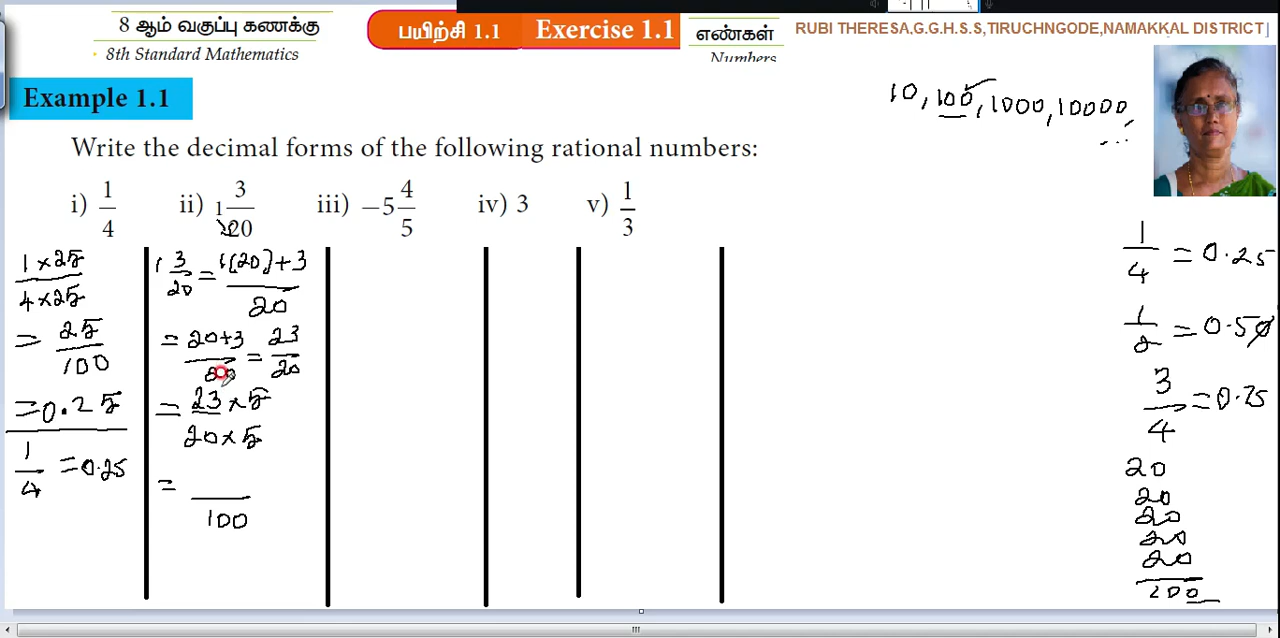 8 ஆம் வகுப்பு கணக்கு
8th Standard Mathematics
பயிற்சி 1.1 Exercise 1.1
எண்கள்
Numbers
RUBI THERESA,G.G.H.S.S,TIRUCHNGODE,NAMAKKAL DISTRICT]
Example 1.1
10, 100, 1000, 10000, ...
Write the decimal forms of the following rational numbers:
i) 1/4 ii) 1 3/20 iii) −5 4/5 iv) 3 v) 1/3
1×25/4×25
= 25/100
= 0.25
1/4 = 0.25
1 3/20 = 1(20)+3/20
= 20+3/20 = 23/20
= 23×5/20×5
= /100
1/4 = 0.25
1/2 = 0.50
3/4 = 0.75
20
20
20
20
20
100